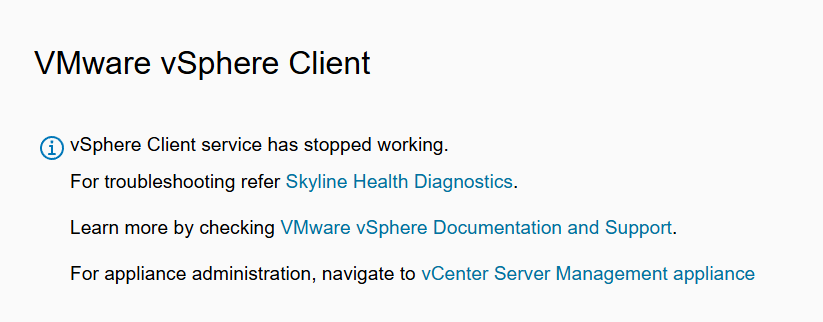 VMware vSphere Client
vSphere Client service has stopped working.
For troubleshooting refer Skyline Health Diagnostics.
Learn more by checking VMware vSphere Documentation and Support.
For appliance administration, navigate to vCenter Server Management appliance